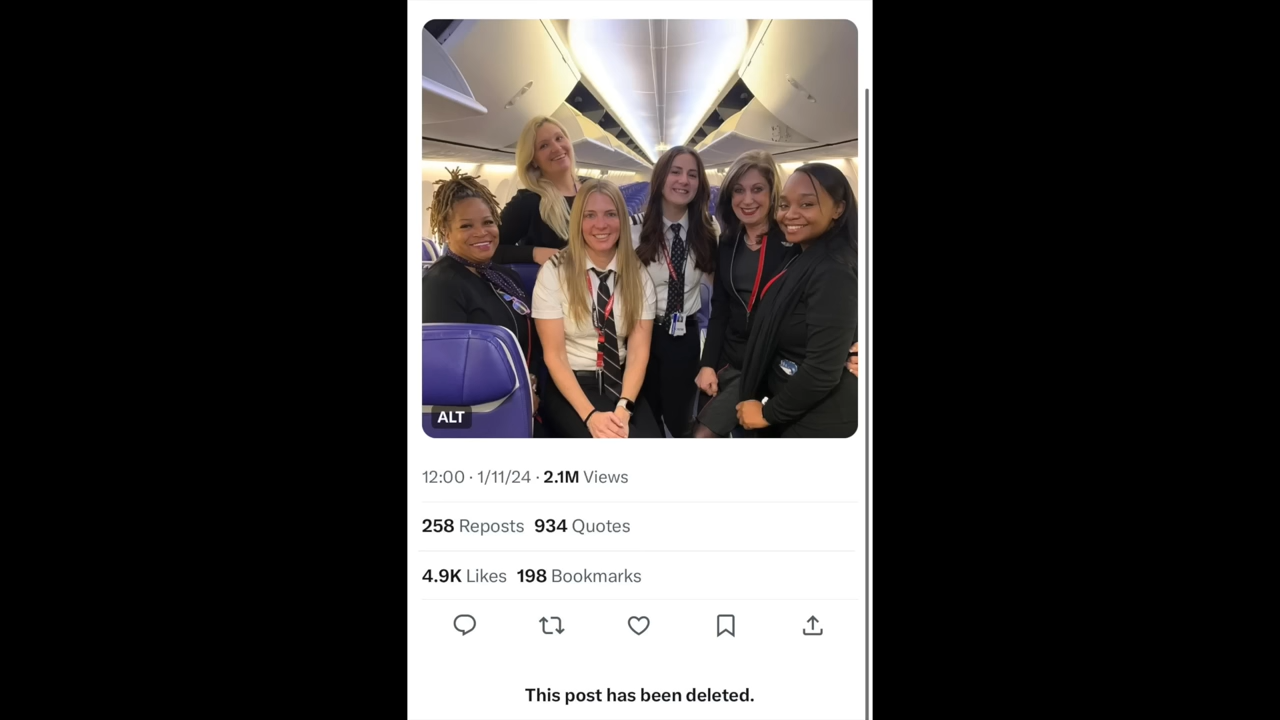 ALT
12:00 · 1/11/24 · 2.1M Views
258 Reposts 934 Quotes
4.9K Likes 198 Bookmarks
This post has been deleted.